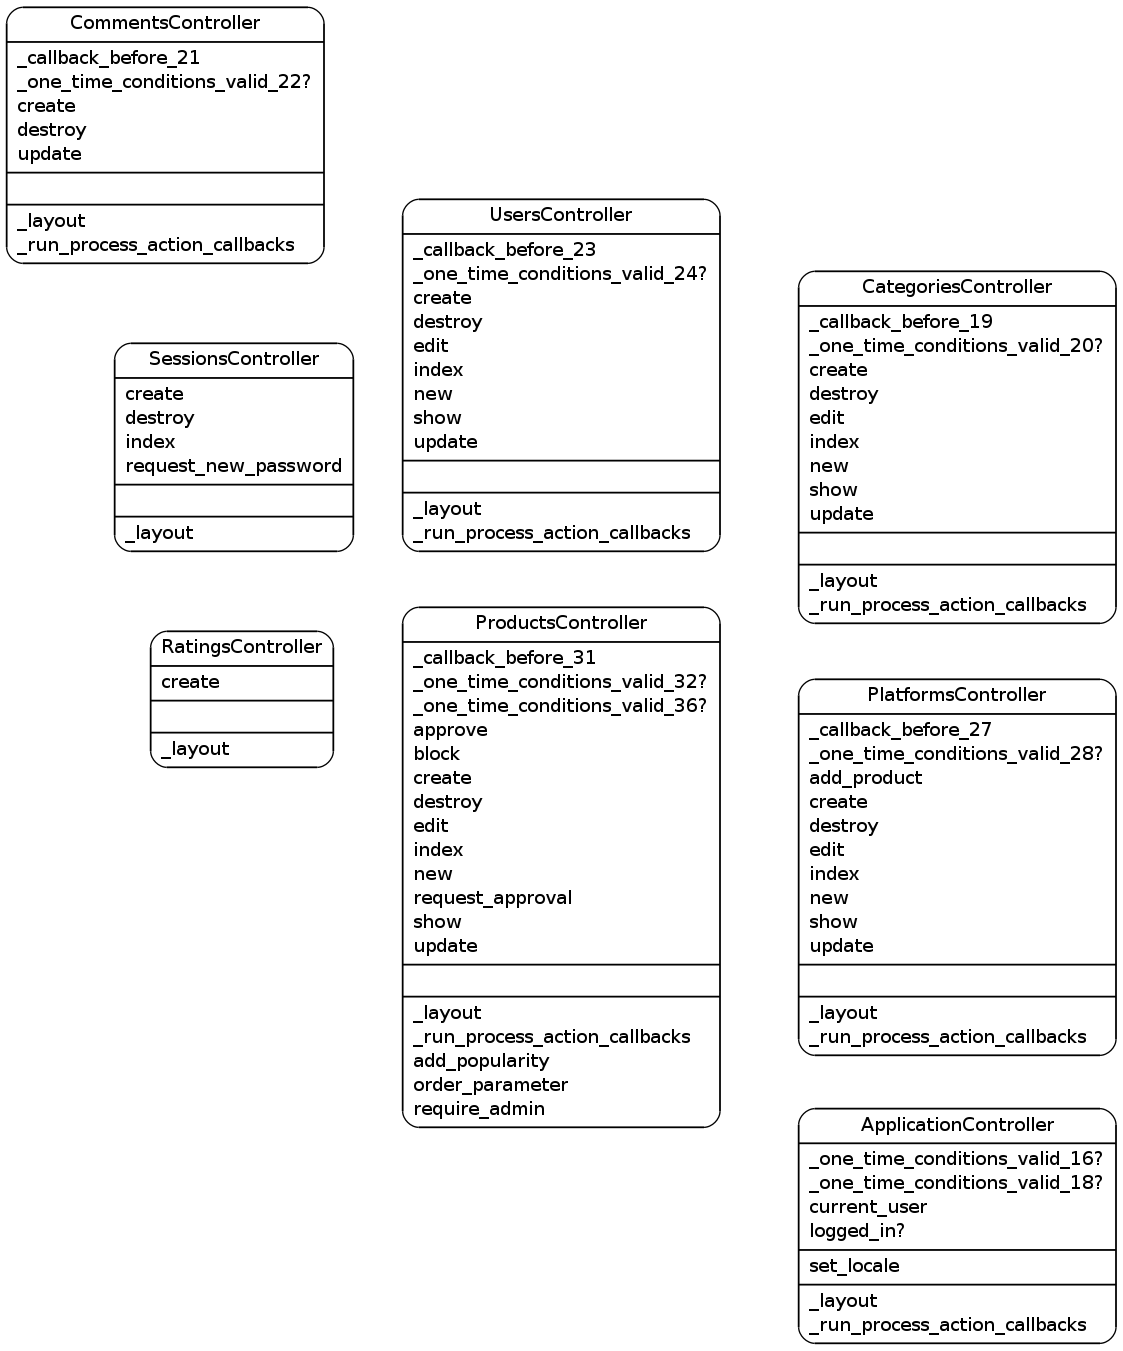 CommentsController
_callback_before_21
_one_time_conditions_valid_22?
create
destroy
update
_layout
_run_process_action_callbacks
SessionsController
create
destroy
index
request_new_password
_layout
RatingsController
create
_layout
UsersController
_callback_before_23
_one_time_conditions_valid_24?
create
destroy
edit
index
new
show
update
_layout
_run_process_action_callbacks
ProductsController
_callback_before_31
_one_time_conditions_valid_32?
_one_time_conditions_valid_36?
approve
block
create
destroy
edit
index
new
request_approval
show
update
_layout
_run_process_action_callbacks
add_popularity
order_parameter
require_admin
CategoriesController
_callback_before_19
_one_time_conditions_valid_20?
create
destroy
edit
index
new
show
update
_layout
_run_process_action_callbacks
PlatformsController
_callback_before_27
_one_time_conditions_valid_28?
add_product
create
destroy
edit
index
new
show
update
_layout
_run_process_action_callbacks
ApplicationController
_one_time_conditions_valid_16?
_one_time_conditions_valid_18?
current_user
logged_in?
set_locale
_layout
_run_process_action_callbacks